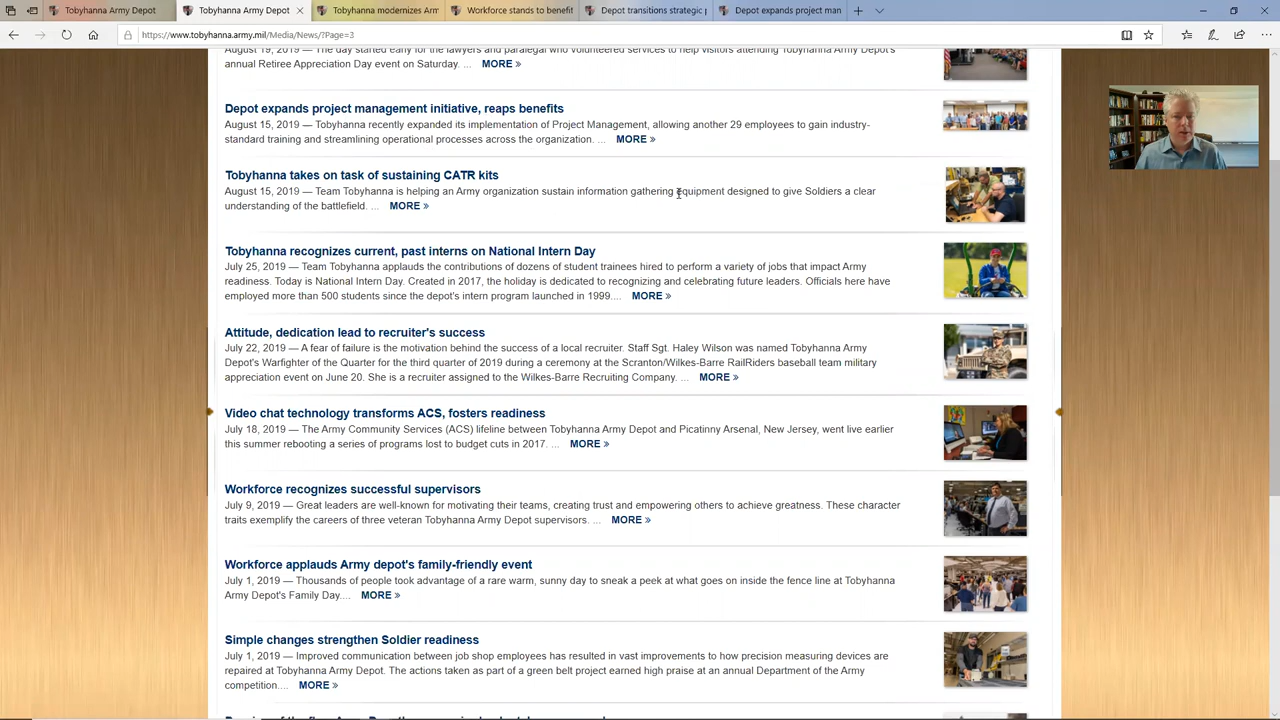 Tobyhanna Army Depot
Tobyhanna Army Depot
Tobyhanna modernizes Arm
Workforce stands to benefit
Depot transitions strategic p
Depot expands project man
https://www.tobyhanna.army.mil/Media/News/?Page=3
August 19, 2019 — The day started early for the lawyers and paralegal who volunteered services to help visitors attending Tobyhanna Army Depot's
annual Retiree Appreciation Day event on Saturday. ... MORE »
Depot expands project management initiative, reaps benefits
August 15, 2019 — Tobyhanna recently expanded its implementation of Project Management, allowing another 29 employees to gain industry-
standard training and streamlining operational processes across the organization. ... MORE »
Tobyhanna takes on task of sustaining CATR kits
August 15, 2019 — Team Tobyhanna is helping an Army organization sustain information gathering equipment designed to give Soldiers a clear
understanding of the battlefield. ... MORE »
Tobyhanna recognizes current, past interns on National Intern Day
July 25, 2019 — Team Tobyhanna applauds the contributions of dozens of student trainees hired to perform a variety of jobs that impact Army
readiness. Today is National Intern Day. Created in 2017, the holiday is dedicated to recognizing and celebrating future leaders. Officials here have
employed more than 500 students since the depot's intern program launched in 1999.... MORE »
Attitude, dedication lead to recruiter's success
July 22, 2019 — A fear of failure is the motivation behind the success of a local recruiter. Staff Sgt. Haley Wilson was named Tobyhanna Army
Depot's Warfighter of the Quarter for the third quarter of 2019 during a ceremony at the Scranton/Wilkes-Barre RailRiders baseball team military
appreciation event on June 20. She is a recruiter assigned to the Wilkes-Barre Recruiting Company. ... MORE »
Video chat technology transforms ACS, fosters readiness
July 18, 2019 — The Army Community Services (ACS) lifeline between Tobyhanna Army Depot and Picatinny Arsenal, New Jersey, went live earlier
this summer rebooting a series of programs lost to budget cuts in 2017. ... MORE »
Workforce recognizes successful supervisors
July 9, 2019 — Great leaders are well-known for motivating their teams, creating trust and empowering others to achieve greatness. These character
traits exemplify the careers of three veteran Tobyhanna Army Depot supervisors. ... MORE »
Workforce applauds Army depot's family-friendly event
July 1, 2019 — Thousands of people took advantage of a rare warm, sunny day to sneak a peek at what goes on inside the fence line at Tobyhanna
Army Depot's Family Day.... MORE »
Simple changes strengthen Soldier readiness
July 1, 2019 — Improved communication between job shop employees has resulted in vast improvements to how precision measuring devices are
repaired at Tobyhanna Army Depot. The actions taken as part of a green belt project earned high praise at an annual Department of the Army
competition.... MORE »